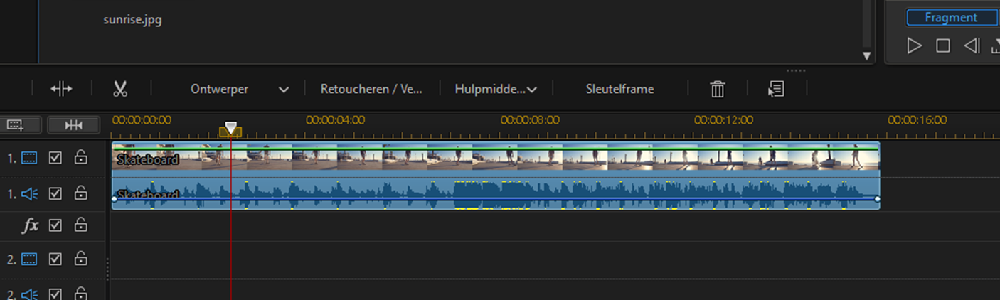 sunrise.jpg
Fragment
Ontwerper Retoucheren / Ve... Hulpmidde... Sleutelframe
00:00:00:00 00:00:04:00 00:00:08:00 00:00:12:00 00:00:16:00
1. Skateboard
1. Skateboard
fx
2.
2.